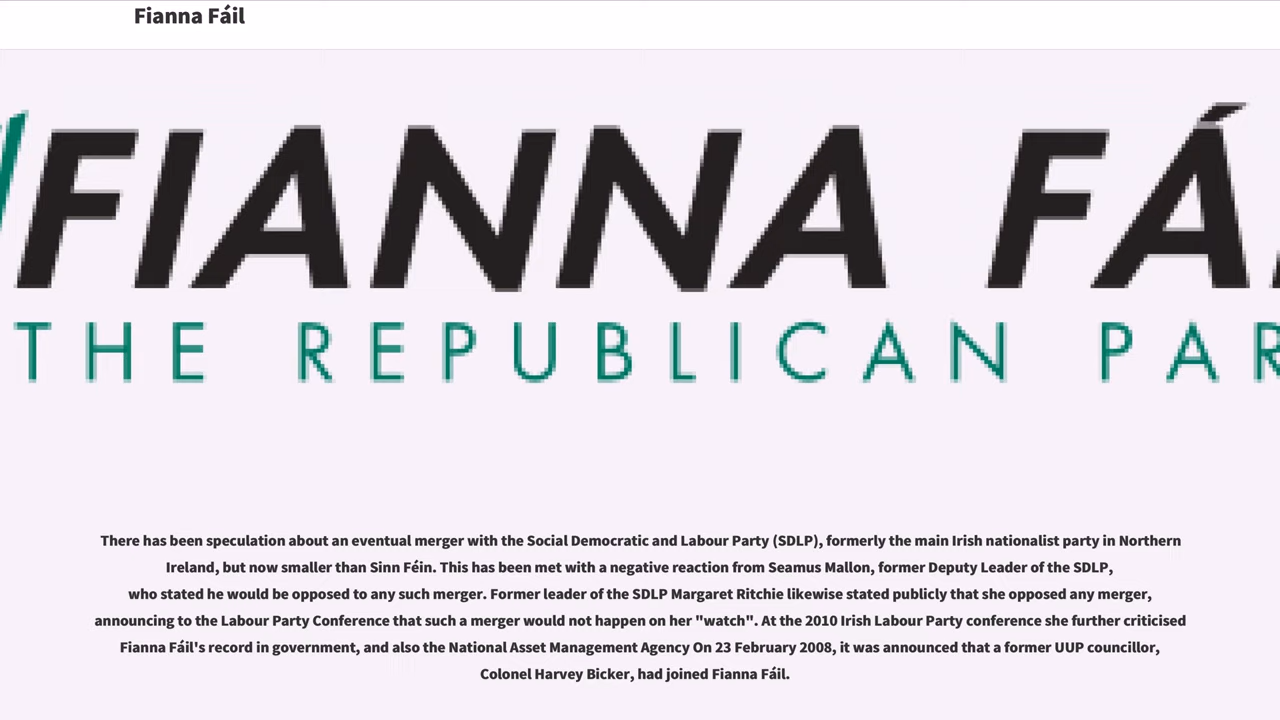 Fianna Fáil
FIANNA FÁ
THE REPUBLICAN PAR
There has been speculation about an eventual merger with the Social Democratic and Labour Party (SDLP), formerly the main Irish nationalist party in Northern
Ireland, but now smaller than Sinn Féin. This has been met with a negative reaction from Seamus Mallon, former Deputy Leader of the SDLP,
who stated he would be opposed to any such merger. Former leader of the SDLP Margaret Ritchie likewise stated publicly that she opposed any merger,
announcing to the Labour Party Conference that such a merger would not happen on her "watch". At the 2010 Irish Labour Party conference she further criticised
Fianna Fáil's record in government, and also the National Asset Management Agency On 23 February 2008, it was announced that a former UUP councillor,
Colonel Harvey Bicker, had joined Fianna Fáil.